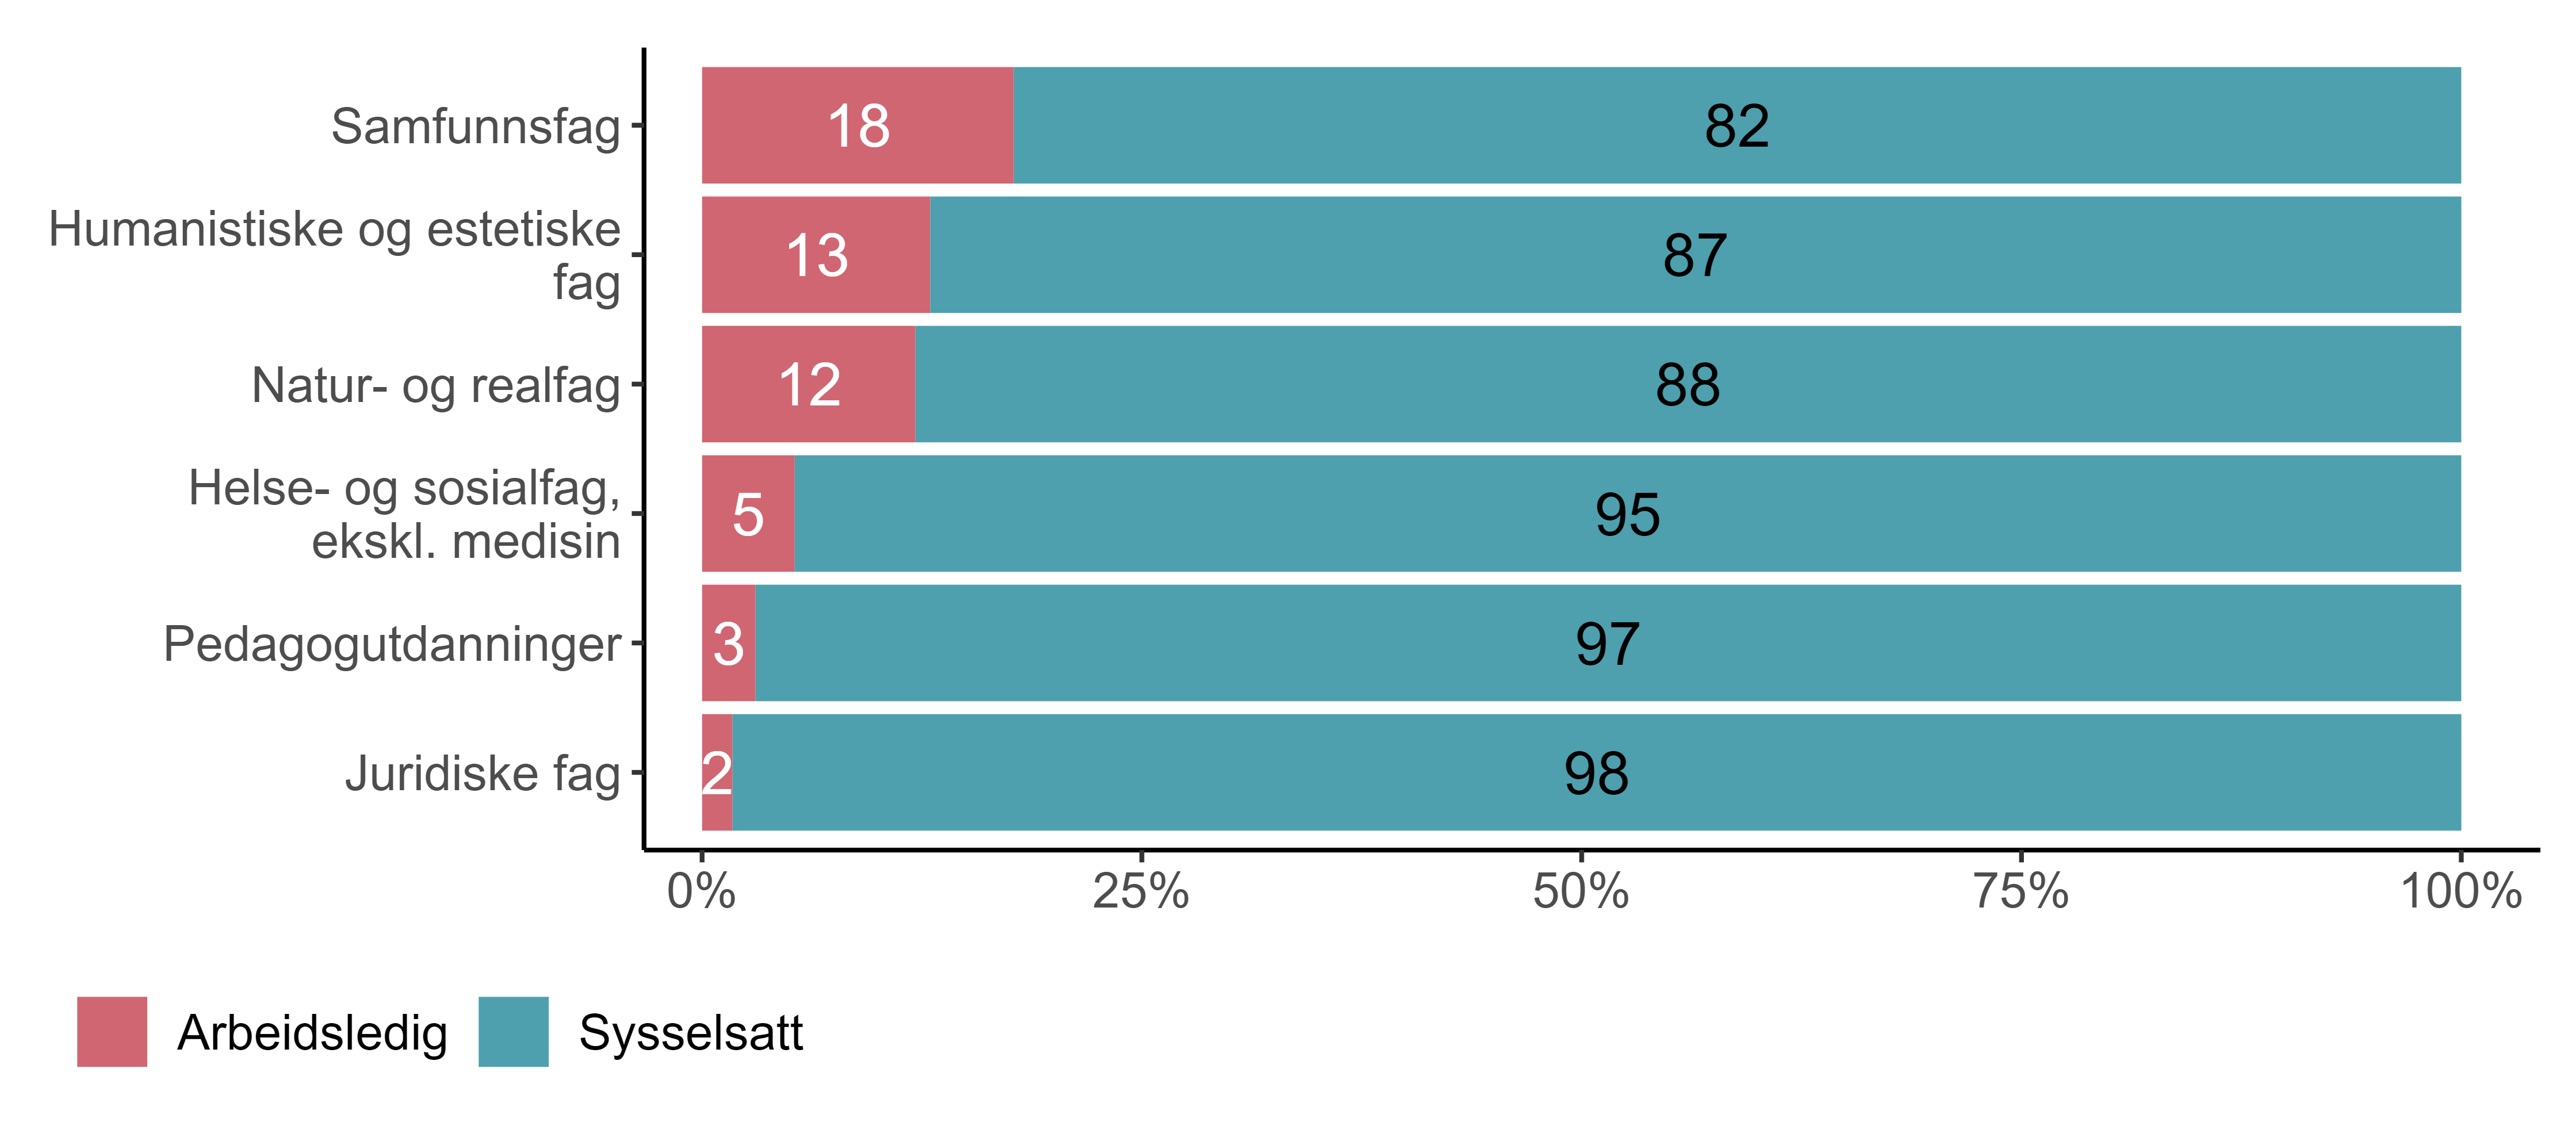 Samfunnsfag 18 82
Humanistiske og estetiske
fag 13 87
Natur- og realfag 12 88
Helse- og sosialfag,
ekskl. medisin 5 95
Pedagogutdanninger 3 97
Juridiske fag 2 98
0% 25% 50% 75% 100%
Arbeidsledig Sysselsatt